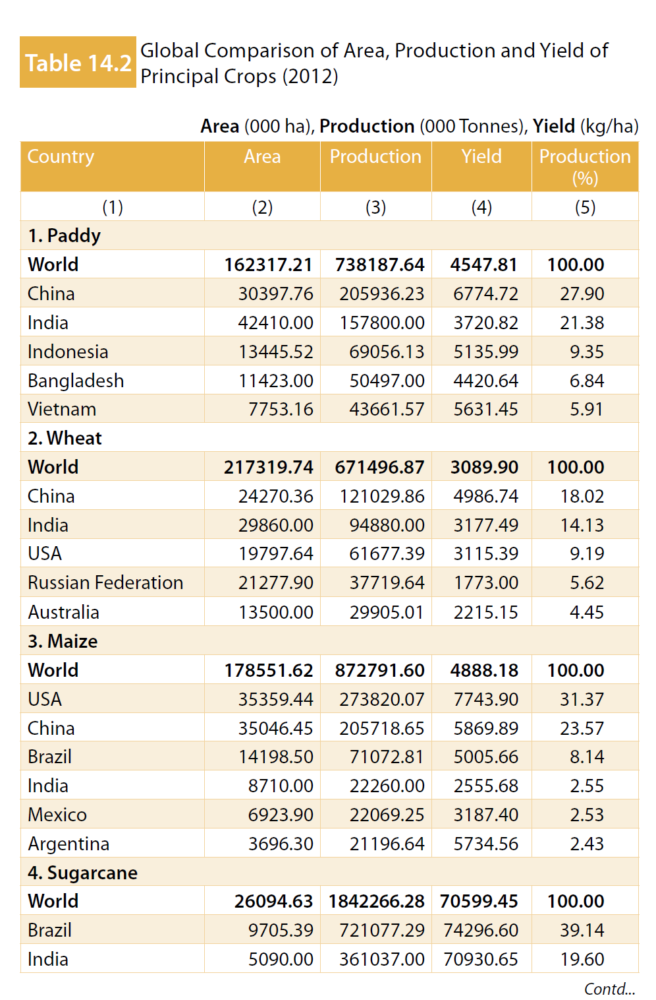 Table 14.2
Global Comparison of Area, Production and Yield of
Principal Crops (2012)
Area (000 ha), Production (000 Tonnes), Yield (kg/ha)
Country Area Production Yield Production
(%)
(1) (2) (3) (4) (5)
1. Paddy
World 162317.21 738187.64 4547.81 100.00
China 30397.76 205936.23 6774.72 27.90
India 42410.00 157800.00 3720.82 21.38
Indonesia 13445.52 69056.13 5135.99 9.35
Bangladesh 11423.00 50497.00 4420.64 6.84
Vietnam 7753.16 43661.57 5631.45 5.91
2. Wheat
World 217319.74 671496.87 3089.90 100.00
China 24270.36 121029.86 4986.74 18.02
India 29860.00 94880.00 3177.49 14.13
USA 19797.64 61677.39 3115.39 9.19
Russian Federation 21277.90 37719.64 1773.00 5.62
Australia 13500.00 29905.01 2215.15 4.45
3. Maize
World 178551.62 872791.60 4888.18 100.00
USA 35359.44 273820.07 7743.90 31.37
China 35046.45 205718.65 5869.89 23.57
Brazil 14198.50 71072.81 5005.66 8.14
India 8710.00 22260.00 2555.68 2.55
Mexico 6923.90 22069.25 3187.40 2.53
Argentina 3696.30 21196.64 5734.56 2.43
4. Sugarcane
World 26094.63 1842266.28 70599.45 100.00
Brazil 9705.39 721077.29 74296.60 39.14
India 5090.00 361037.00 70930.65 19.60
Contd...